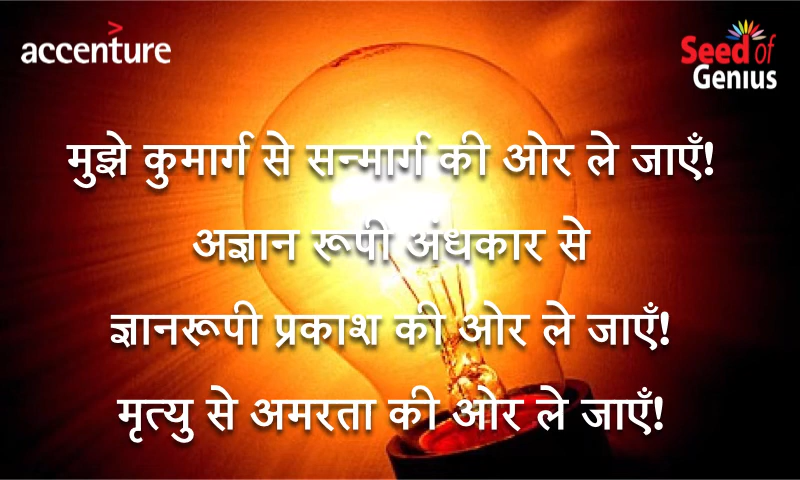 accenture
Seed of
Genius
मुझे कुमार्ग से सन्मार्ग की ओर ले जाएँ!
अज्ञान रूपी अंधकार से
ज्ञानरूपी प्रकाश की ओर ले जाएँ!
मृत्यु से अमरता की ओर ले जाएँ!